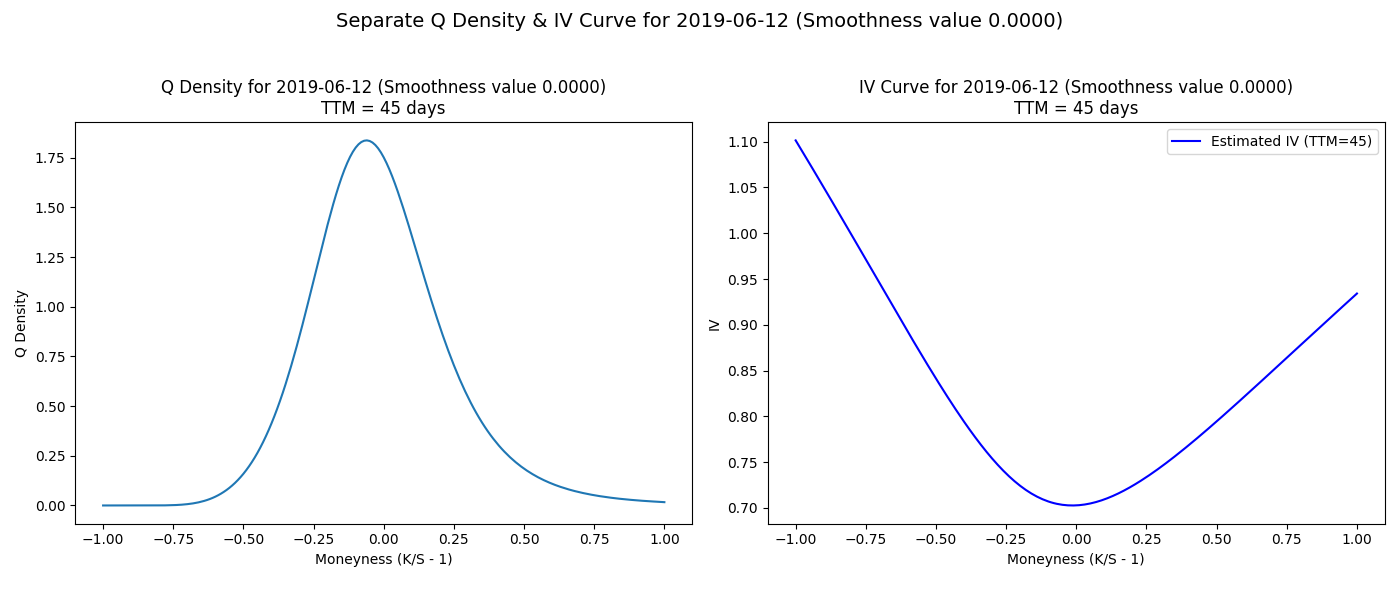 Separate Q Density & IV Curve for 2019-06-12 (Smoothness value 0.0000)
Q Density for 2019-06-12 (Smoothness value 0.0000)
TTM = 45 days
1.75
1.50
1.25
1.00
0.75
0.50
0.25
0.00
Q Density
−1.00 −0.75 −0.50 −0.25 0.00 0.25 0.50 0.75 1.00
Moneyness (K/S - 1)
IV Curve for 2019-06-12 (Smoothness value 0.0000)
TTM = 45 days
Estimated IV (TTM=45)
1.10
1.05
1.00
0.95
0.90
0.85
0.80
0.75
0.70
IV
−1.00 −0.75 −0.50 −0.25 0.00 0.25 0.50 0.75 1.00
Moneyness (K/S - 1)